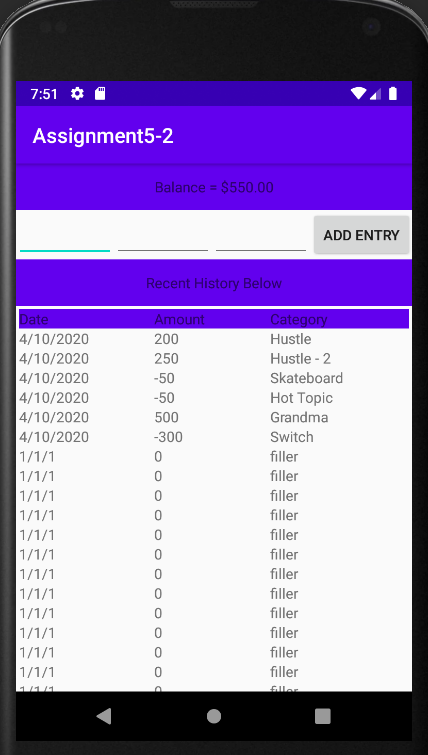 7:51
Assignment5-2
Balance = $550.00
ADD ENTRY
Recent History Below
Date Amount Category
4/10/2020 200 Hustle
4/10/2020 250 Hustle - 2
4/10/2020 -50 Skateboard
4/10/2020 -50 Hot Topic
4/10/2020 500 Grandma
4/10/2020 -300 Switch
1/1/1 0 filler
1/1/1 0 filler
1/1/1 0 filler
1/1/1 0 filler
1/1/1 0 filler
1/1/1 0 filler
1/1/1 0 filler
1/1/1 0 filler
1/1/1 0 filler
1/1/1 0 filler
1/1/1 0 filler
1/1/1 0 filler
1/1/1 0 filler